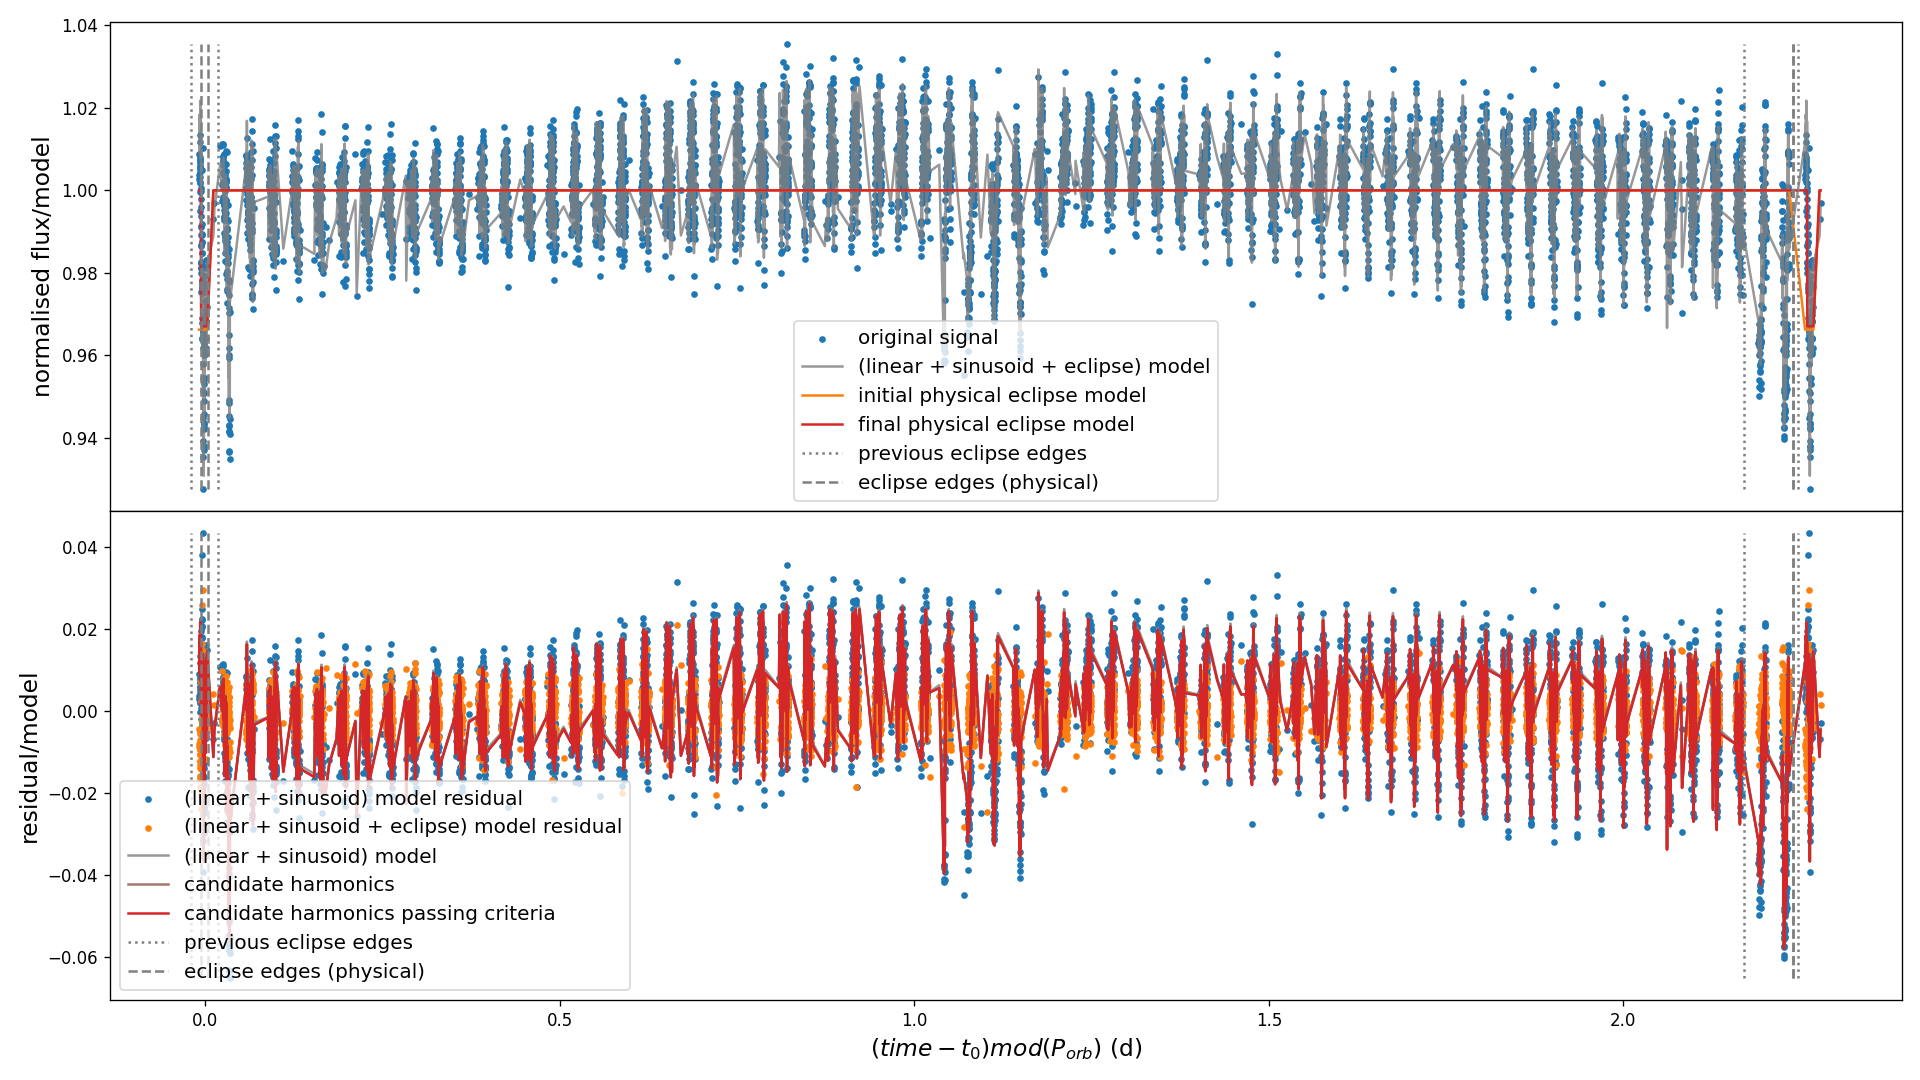 normalised flux/model
1.04
1.02
1.00
0.98
0.96
0.94
original signal
(linear + sinusoid + eclipse) model
initial physical eclipse model
final physical eclipse model
previous eclipse edges
eclipse edges (physical)
residual/model
0.04
0.02
0.00
−0.02
−0.04
−0.06
(linear + sinusoid) model residual
(linear + sinusoid + eclipse) model residual
(linear + sinusoid) model
candidate harmonics
candidate harmonics passing criteria
previous eclipse edges
eclipse edges (physical)
0.0 0.5 1.0 1.5 2.0
(time − t₀)mod(P_orb) (d)